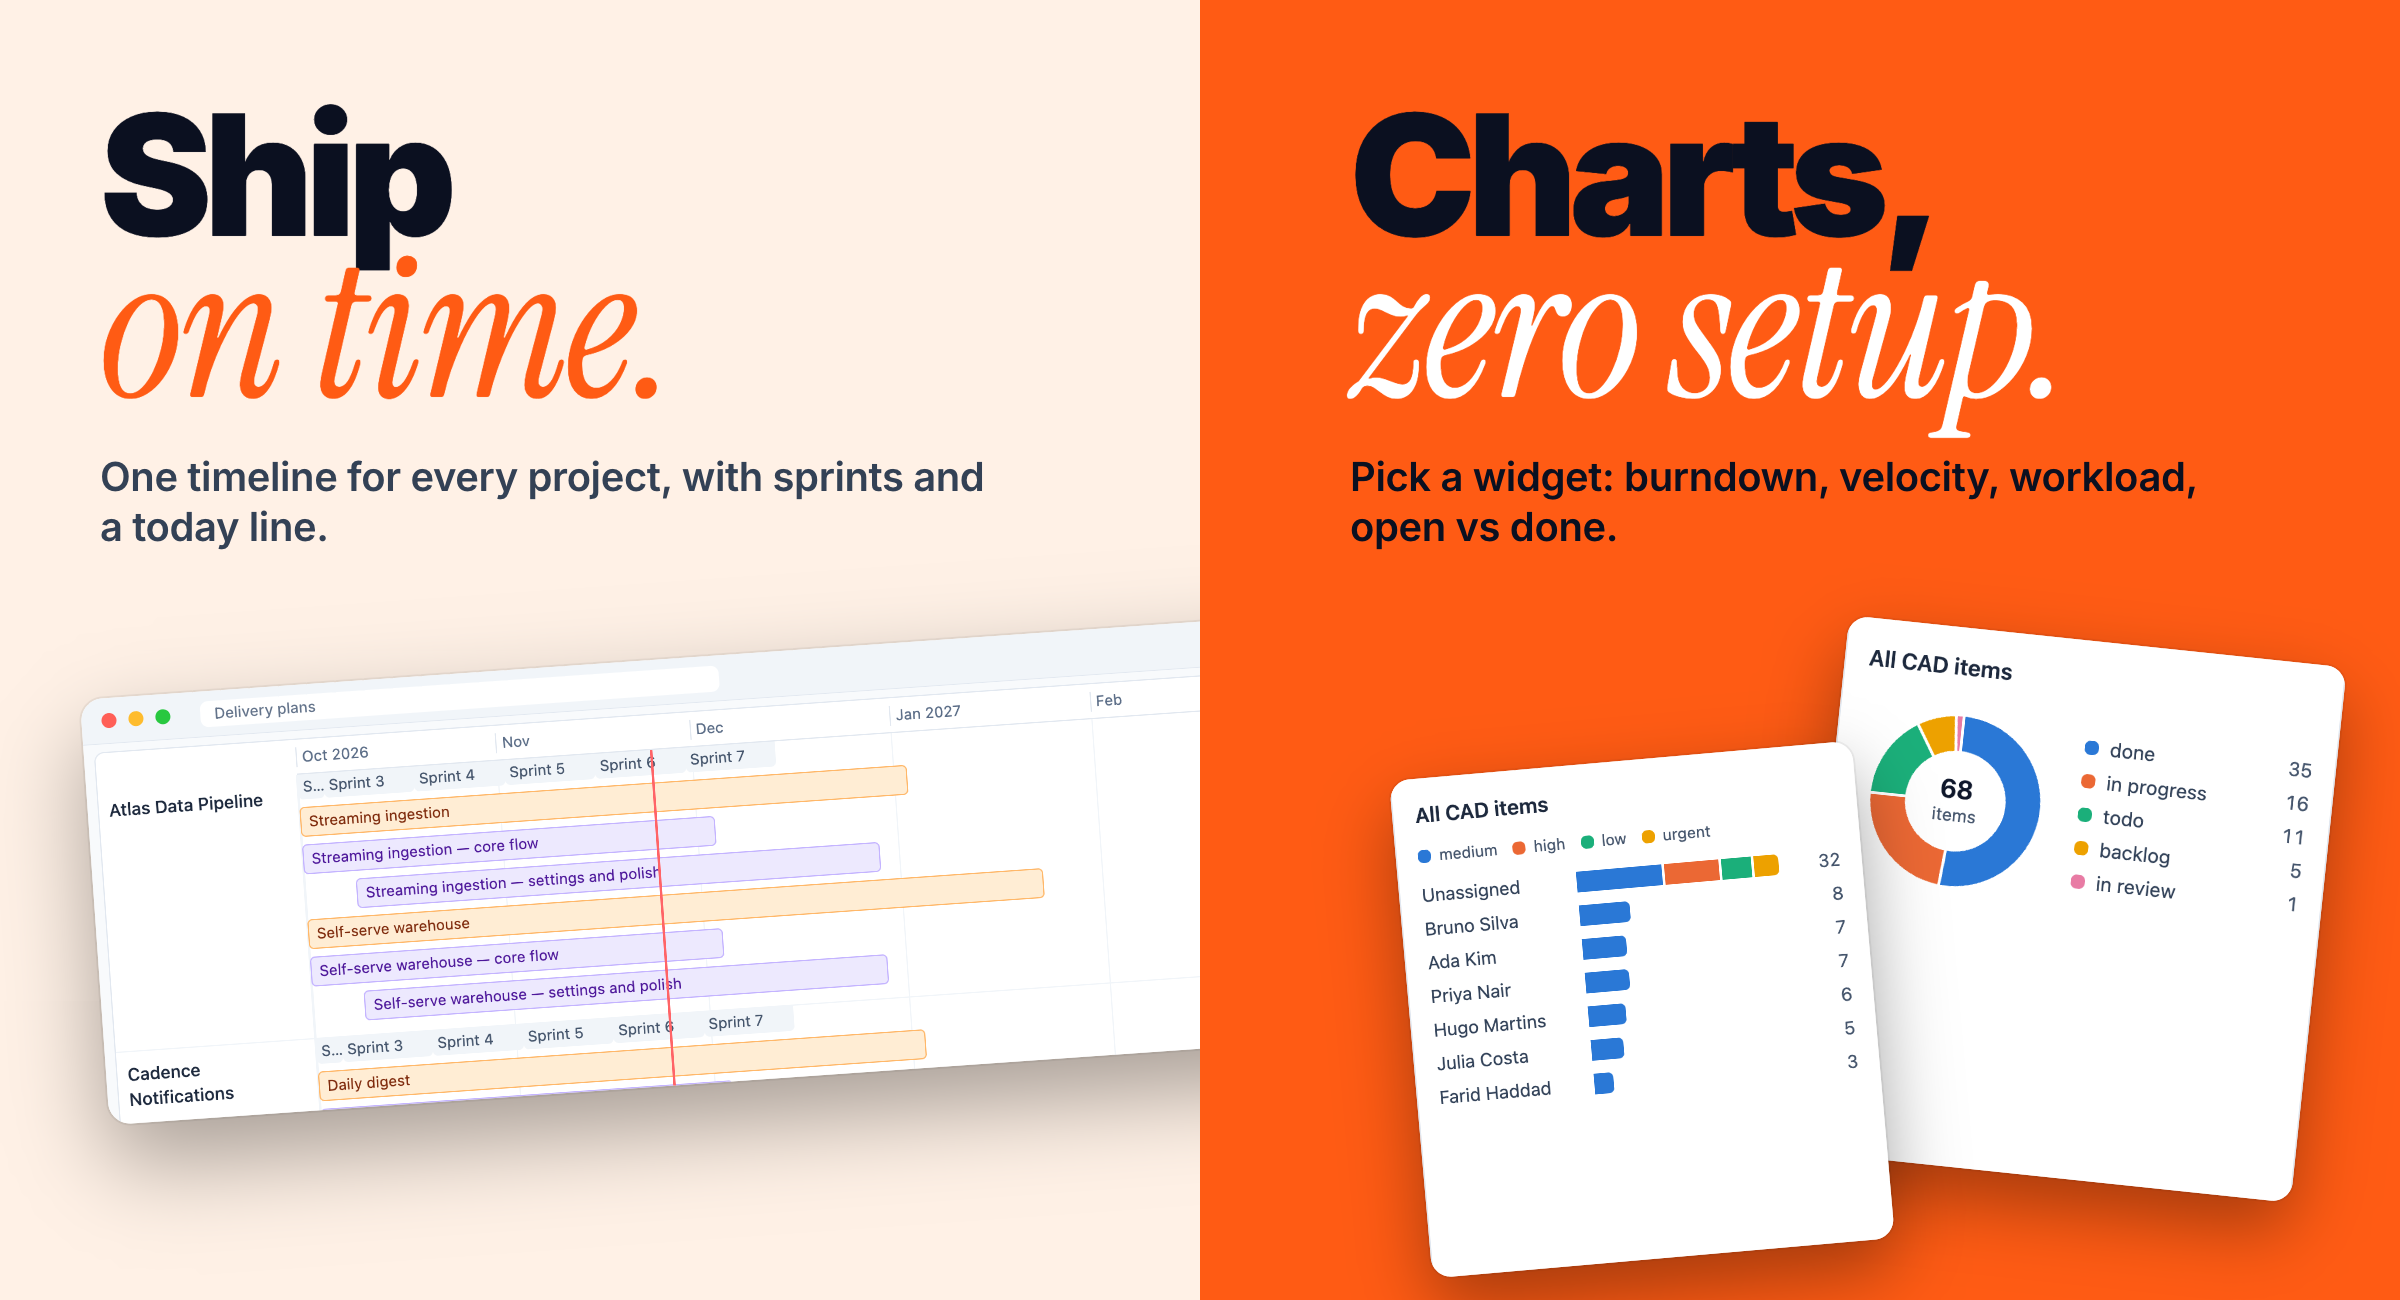 Ship
on time.
One timeline for every project, with sprints and
a today line.
Delivery plans
Oct 2026
Nov
Dec
Jan 2027
Feb
S... Sprint 3
Sprint 4
Sprint 5
Sprint 6
Sprint 7
Atlas Data Pipeline
Streaming ingestion
Streaming ingestion — core flow
Streaming ingestion — settings and polish
Self-serve warehouse
Self-serve warehouse — core flow
Self-serve warehouse — settings and polish
S... Sprint 3
Sprint 4
Sprint 5
Sprint 6
Sprint 7
Cadence
Notifications
Daily digest
Charts,
zero setup.
Pick a widget: burndown, velocity, workload,
open vs done.
All CAD items
medium
high
low
urgent
Unassigned 32
Bruno Silva 8
Ada Kim 7
Priya Nair 7
Hugo Martins 6
Julia Costa 5
Farid Haddad 3
All CAD items
68
items
done 35
in progress 16
todo 11
backlog 5
in review 1